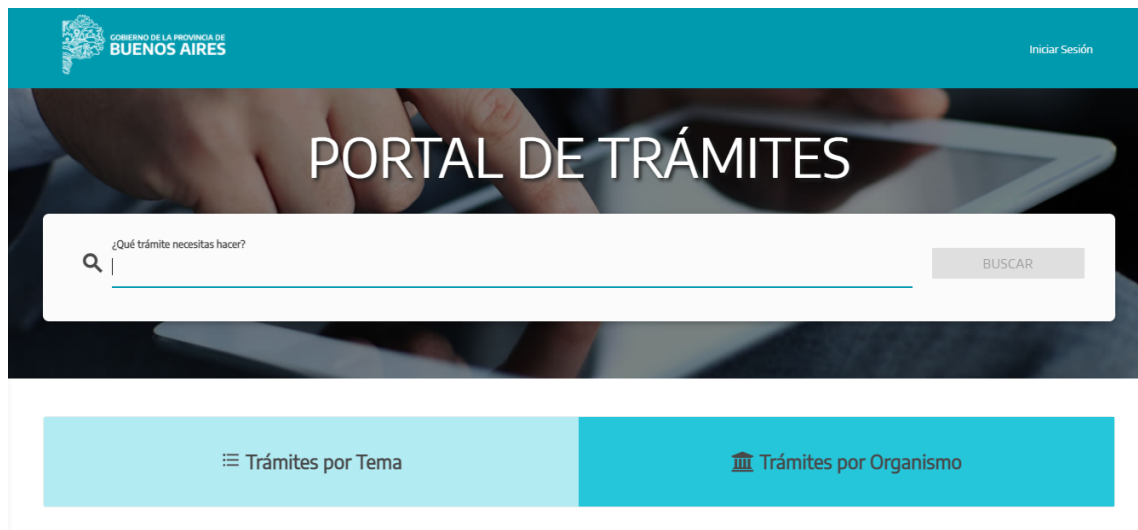 GOBIERNO DE LA PROVINCIA DE
BUENOS AIRES
Iniciar Sesión
PORTAL DE TRÁMITES
¿Qué trámite necesitas hacer?
BUSCAR
Trámites por Tema
Trámites por Organismo